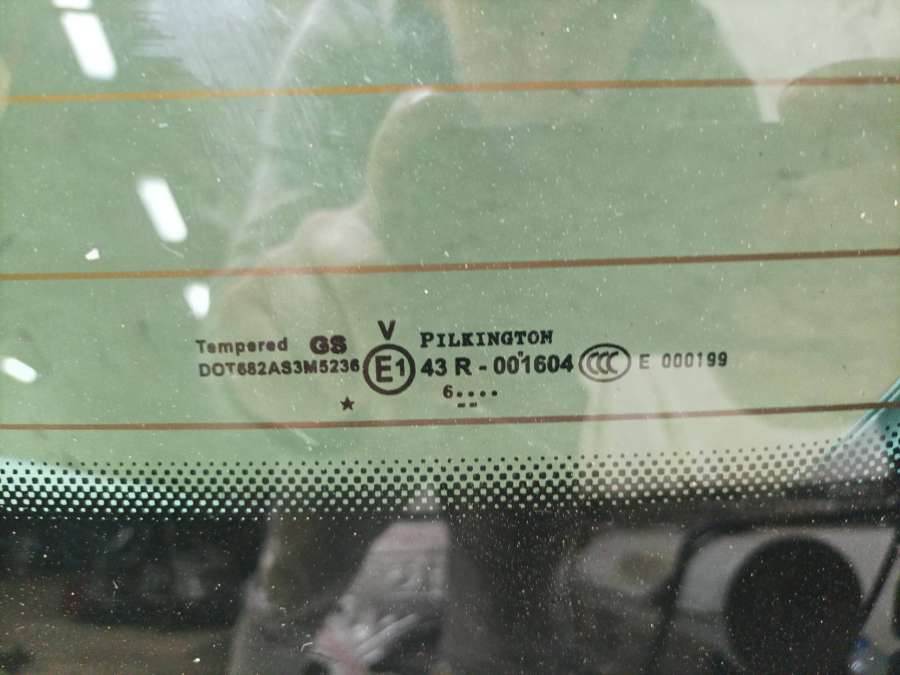 V
Tempered GS PILKINGTON
DOT682AS3M5236 E1 43 R - 001604 CCC E 000199
6....
--